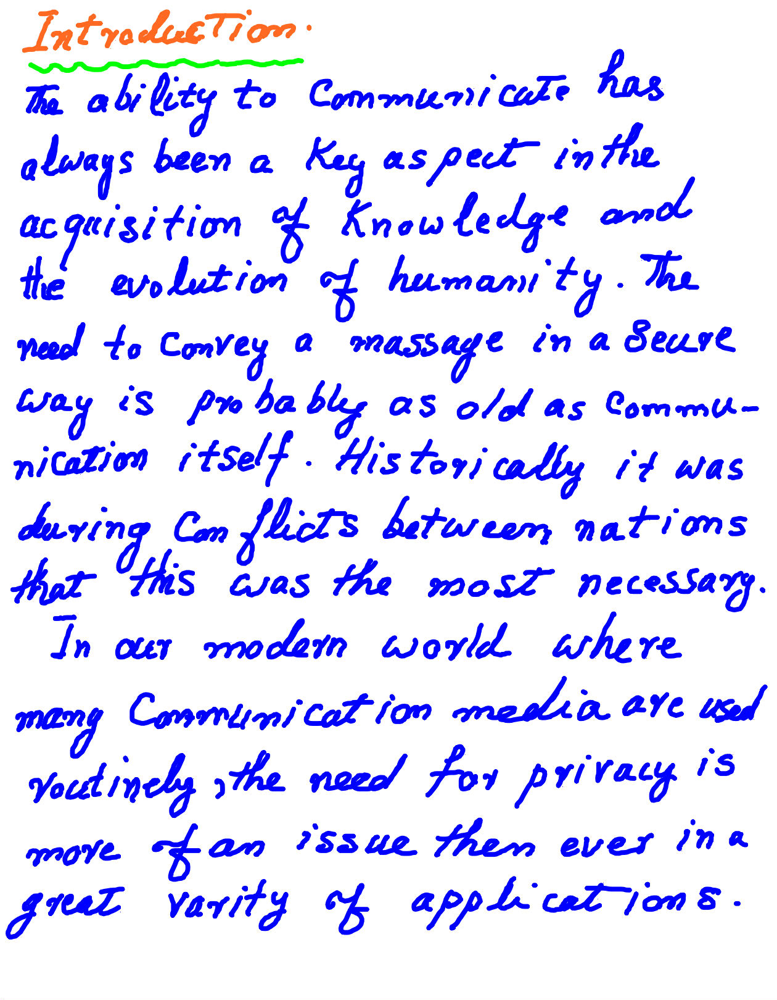 Introduction.
The ability to Communicate has
always been a Key aspect in the
acquisition of Knowledge and
the evolution of humanity. The
need to Convey a massage in a Secure
way is probably as old as Commu-
nication itself. Historically it was
during Conflicts between nations
that this was the most necessary.
In our modern world where
many Communication media are used
routinely, the need for privacy is
more of an issue then ever in a
great varity of applications.